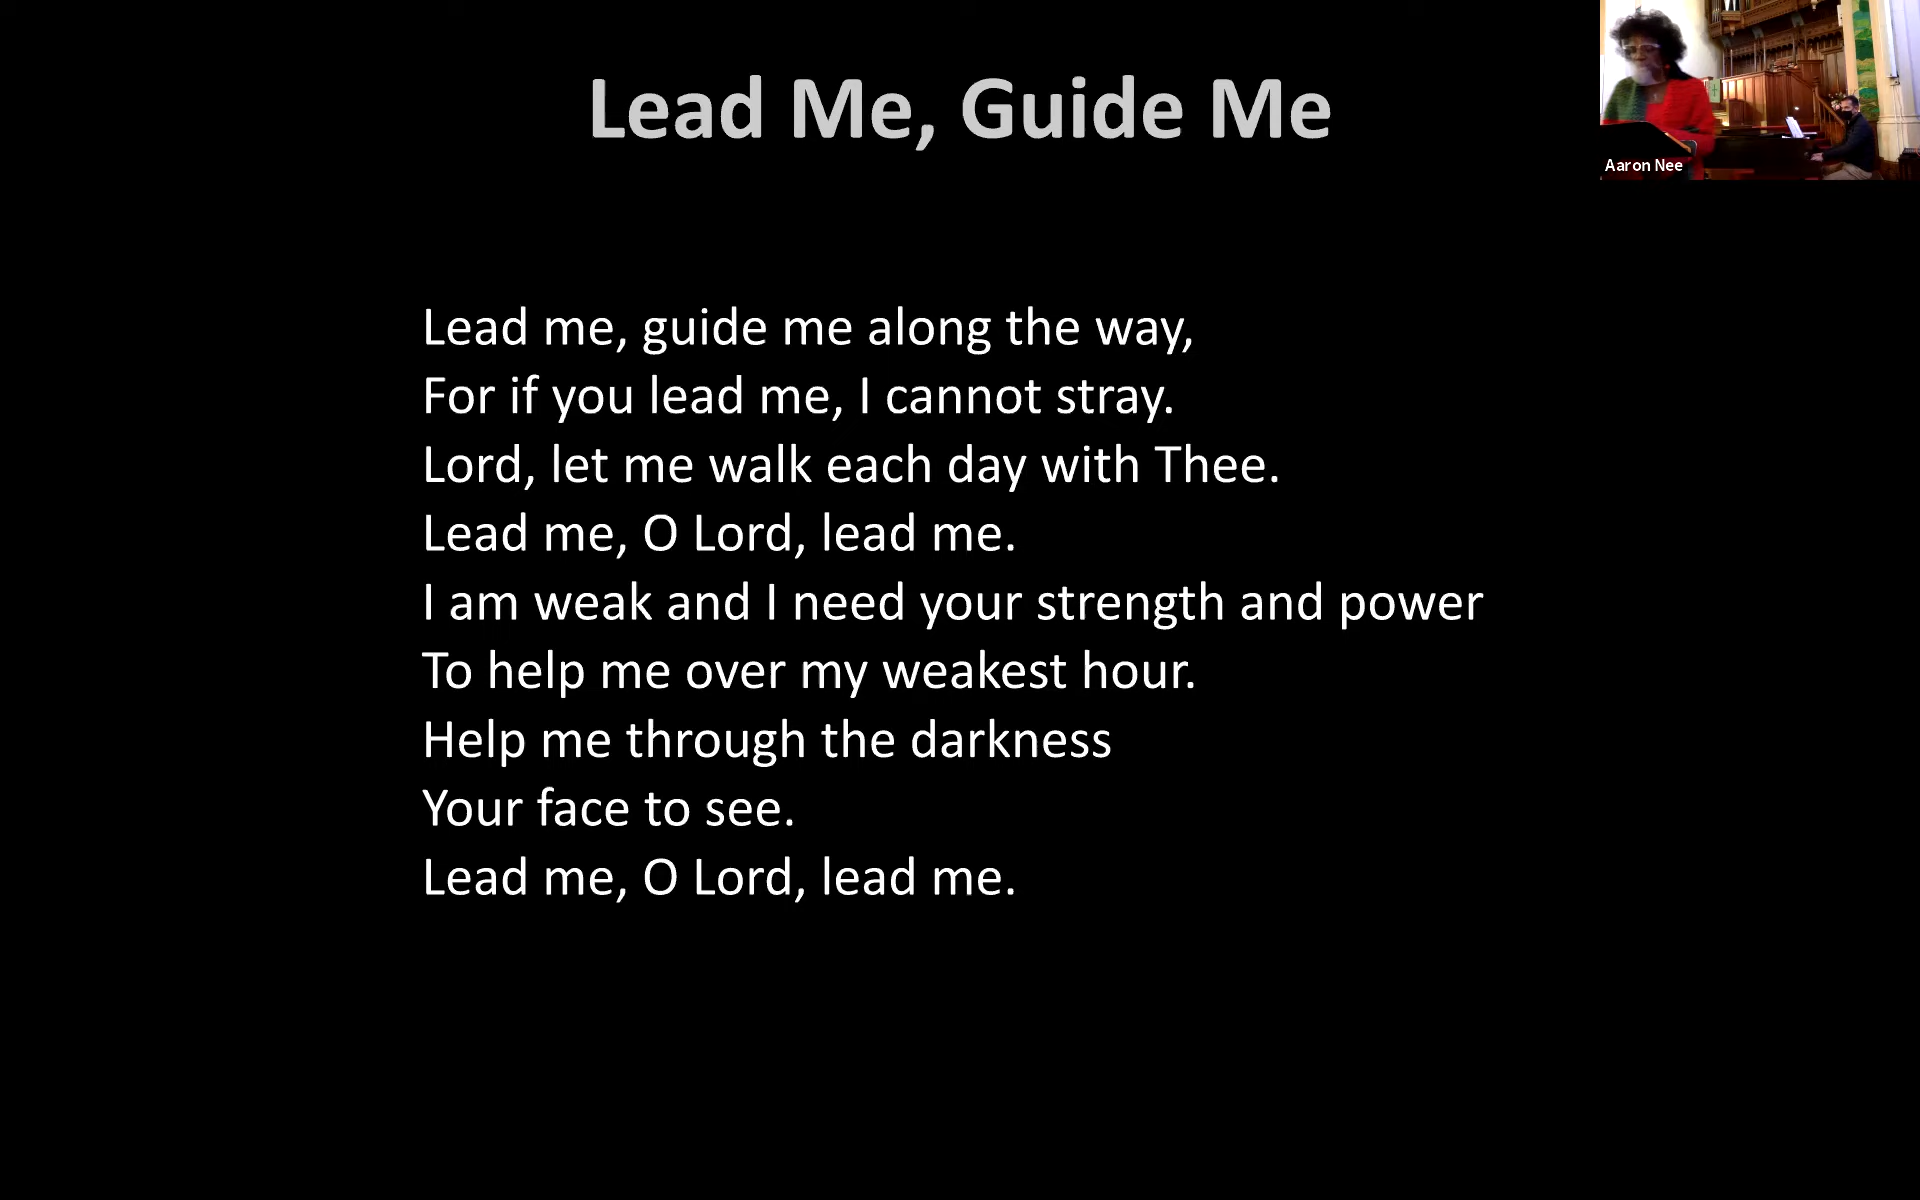 Lead Me, Guide Me
Aaron Nee
Lead me, guide me along the way,
For if you lead me, I cannot stray.
Lord, let me walk each day with Thee.
Lead me, O Lord, lead me.
I am weak and I need your strength and power
To help me over my weakest hour.
Help me through the darkness
Your face to see.
Lead me, O Lord, lead me.